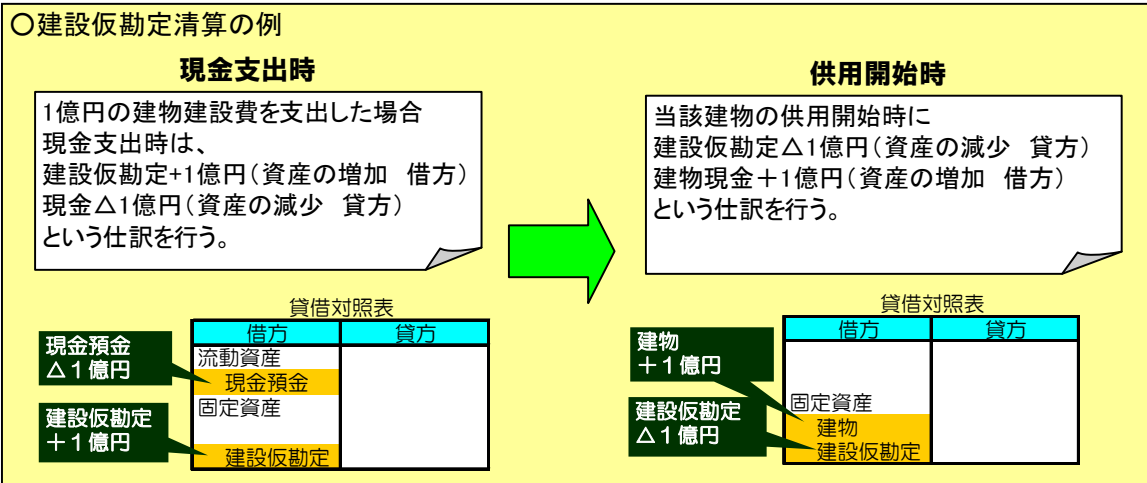 〇建設仮勘定清算の例
現金支出時
1億円の建物建設費を支出した場合
現金支出時は、
建設仮勘定+1億円(資産の増加　借方)
現金△1億円(資産の減少　貸方)
という仕訳を行う。
貸借対照表
借方 貸方
流動資産
現金預金
固定資産
建設仮勘定
現金預金
△１億円
建設仮勘定
＋１億円
供用開始時
当該建物の供用開始時に
建設仮勘定△1億円(資産の減少　貸方)
建物現金＋1億円(資産の増加　借方)
という仕訳を行う。
貸借対照表
借方 貸方
固定資産
建物
建設仮勘定
建物
＋１億円
建設仮勘定
△１億円